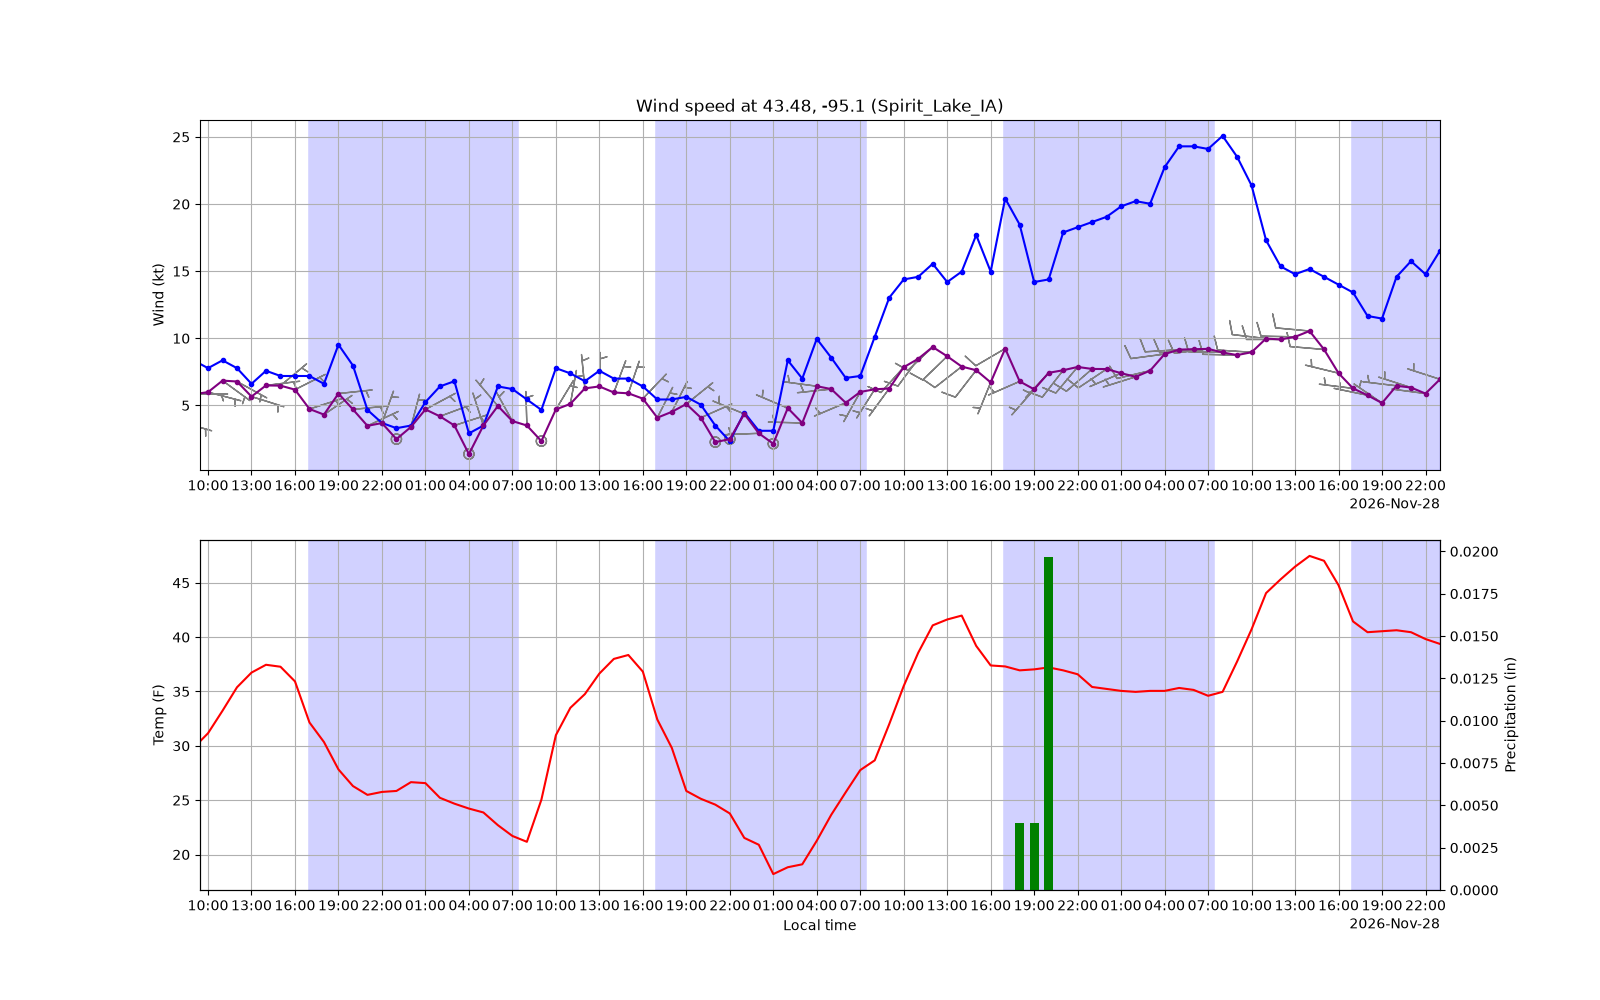 Wind speed at 43.48, -95.1 (Spirit_Lake_IA)
25
20
15
10
5
Wind (kt)
10:00 13:00 16:00 19:00 22:00 01:00 04:00 07:00 10:00 13:00 16:00 19:00 22:00 01:00 04:00 07:00 10:00 13:00 16:00 19:00 22:00 01:00 04:00 07:00 10:00 13:00 16:00 19:00 22:00
2026-Nov-28
45
40
35
30
25
20
Temp (F)
0.0200
0.0175
0.0150
0.0125
0.0100
0.0075
0.0050
0.0025
0.0000
Precipitation (in)
10:00 13:00 16:00 19:00 22:00 01:00 04:00 07:00 10:00 13:00 16:00 19:00 22:00 01:00 04:00 07:00 10:00 13:00 16:00 19:00 22:00 01:00 04:00 07:00 10:00 13:00 16:00 19:00 22:00
Local time
2026-Nov-28